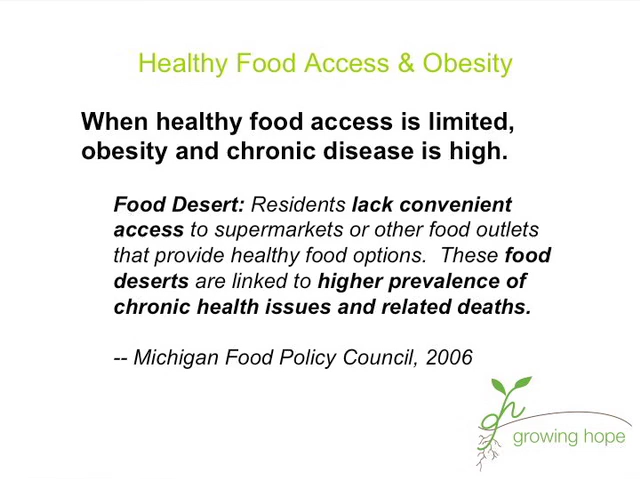 Healthy Food Access & Obesity
When healthy food access is limited,
obesity and chronic disease is high.
Food Desert: Residents lack convenient
access to supermarkets or other food outlets
that provide healthy food options.  These food
deserts are linked to higher prevalence of
chronic health issues and related deaths.
-- Michigan Food Policy Council, 2006
gh
growing hope